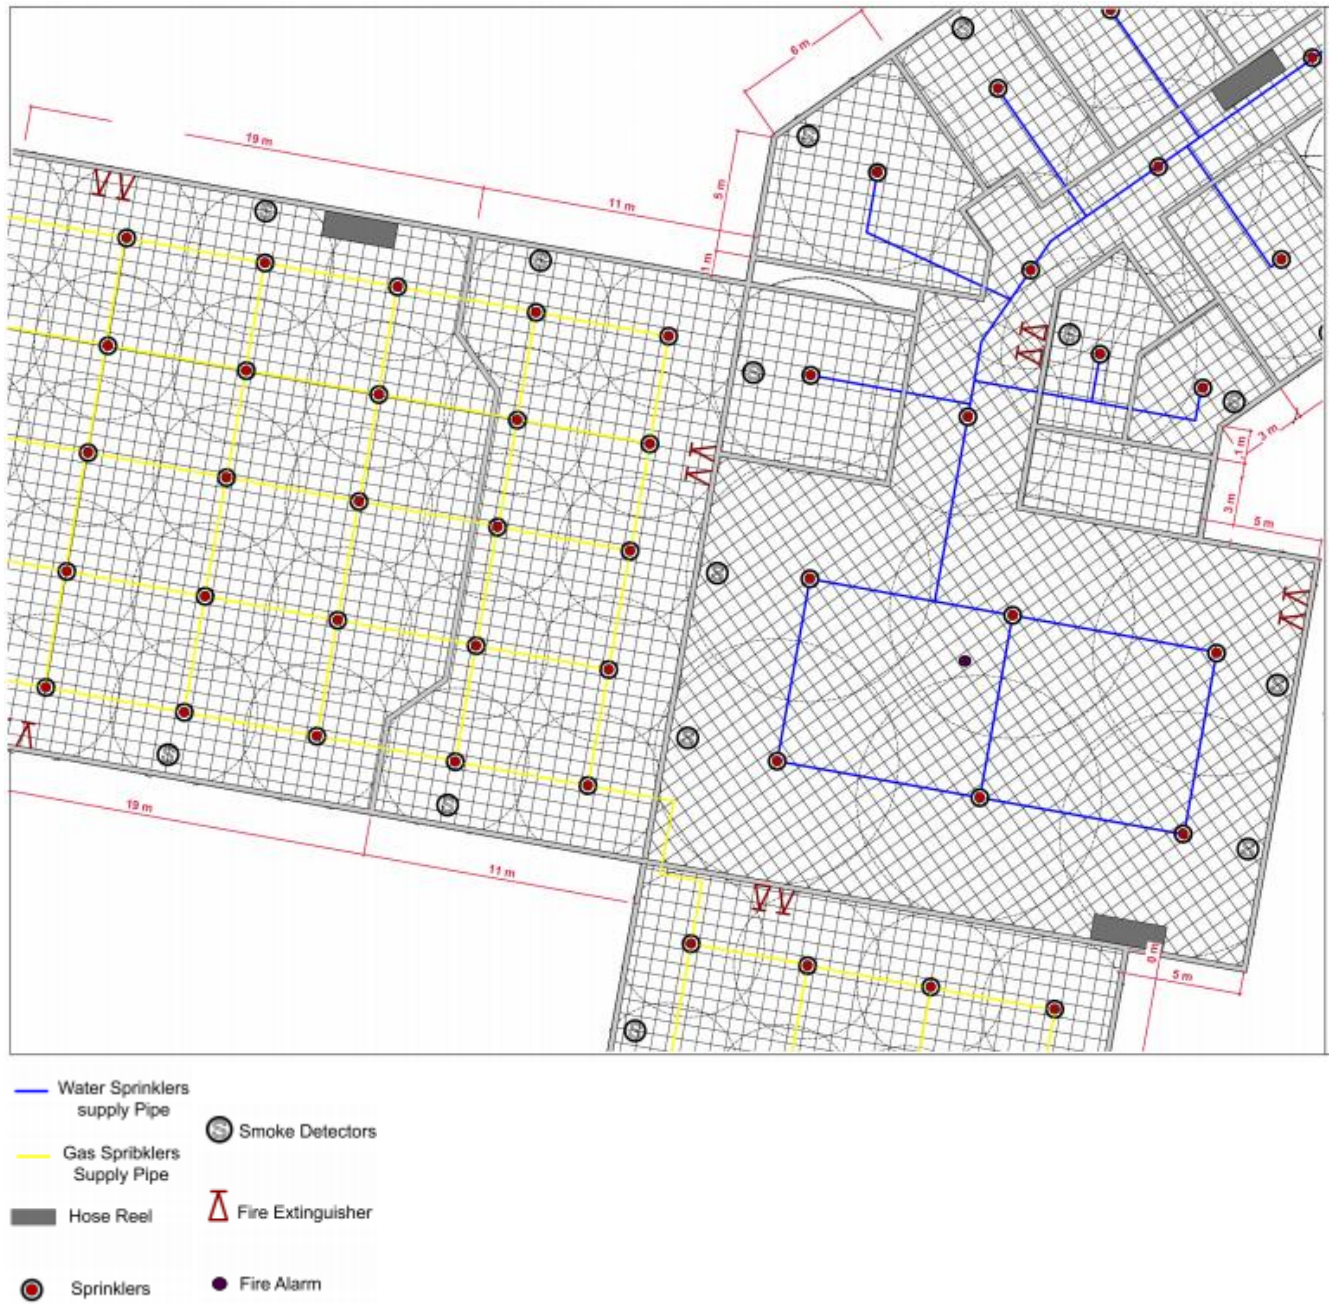 6 m
19 m
5 m
11 m
1 m
3 m
1 m
3 m
5 m
19 m
11 m
0 m
5 m
Water Sprinklers
supply Pipe
Smoke Detectors
Gas Spribklers
Supply Pipe
Hose Reel
Fire Extinguisher
Sprinklers
Fire Alarm